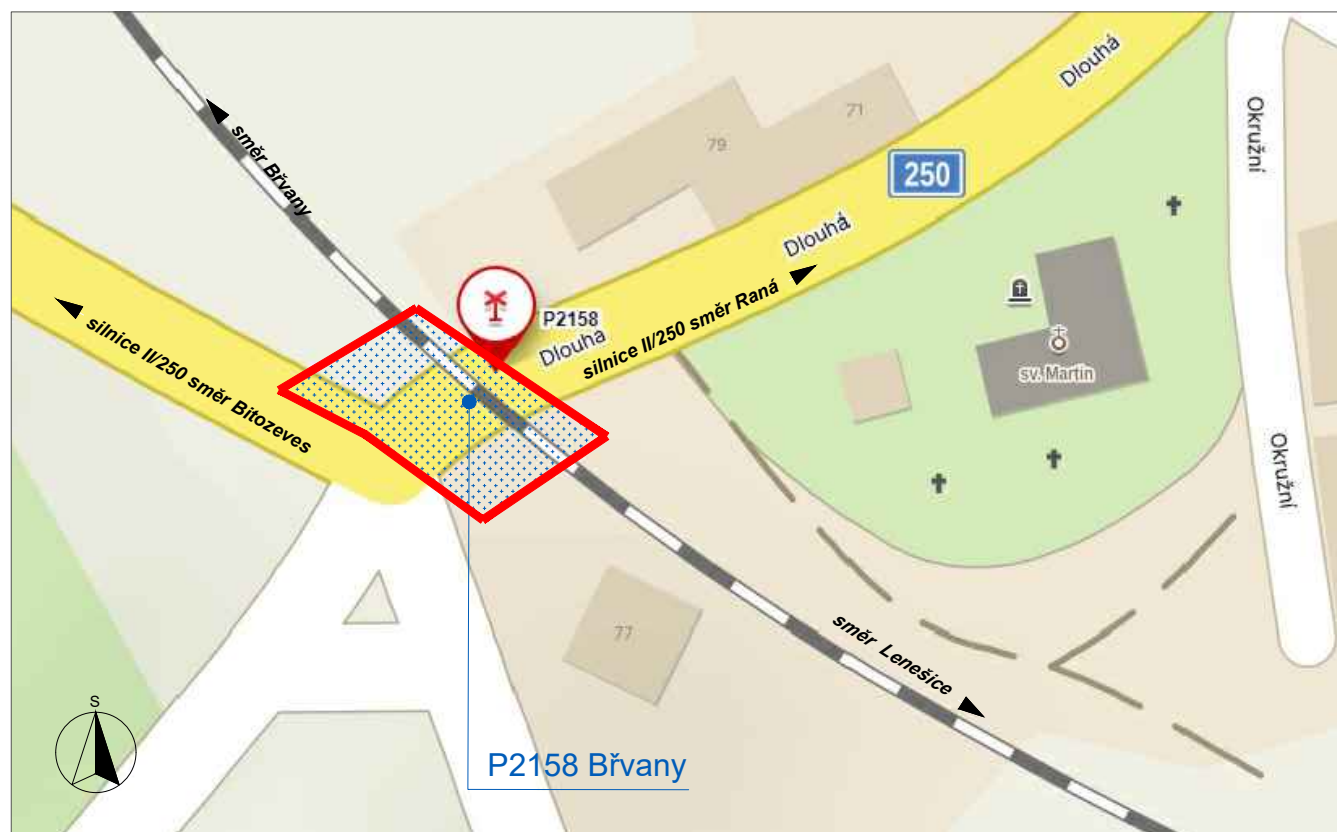 Dlouhá
71
79
Okružní
směr Břvany
250
Dlouhá
silnice II/250 směr Raná
P2158
Dlouha
sv. Martin
silnice II/250 směr Bitozeves
Okružní
77
směr Lenešice
S
P2158 Břvany